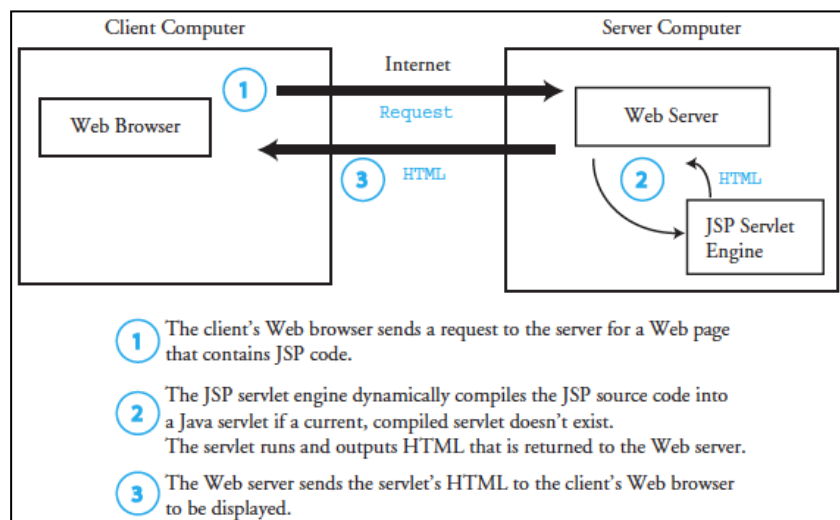 Client Computer
Server Computer
Internet
1
Web Browser
Request
Web Server
3
HTML
2
HTML
JSP Servlet
Engine
1
The client's Web browser sends a request to the server for a Web page
that contains JSP code.
2
The JSP servlet engine dynamically compiles the JSP source code into
a Java servlet if a current, compiled servlet doesn't exist.
The servlet runs and outputs HTML that is returned to the Web server.
3
The Web server sends the servlet's HTML to the client's Web browser
to be displayed.